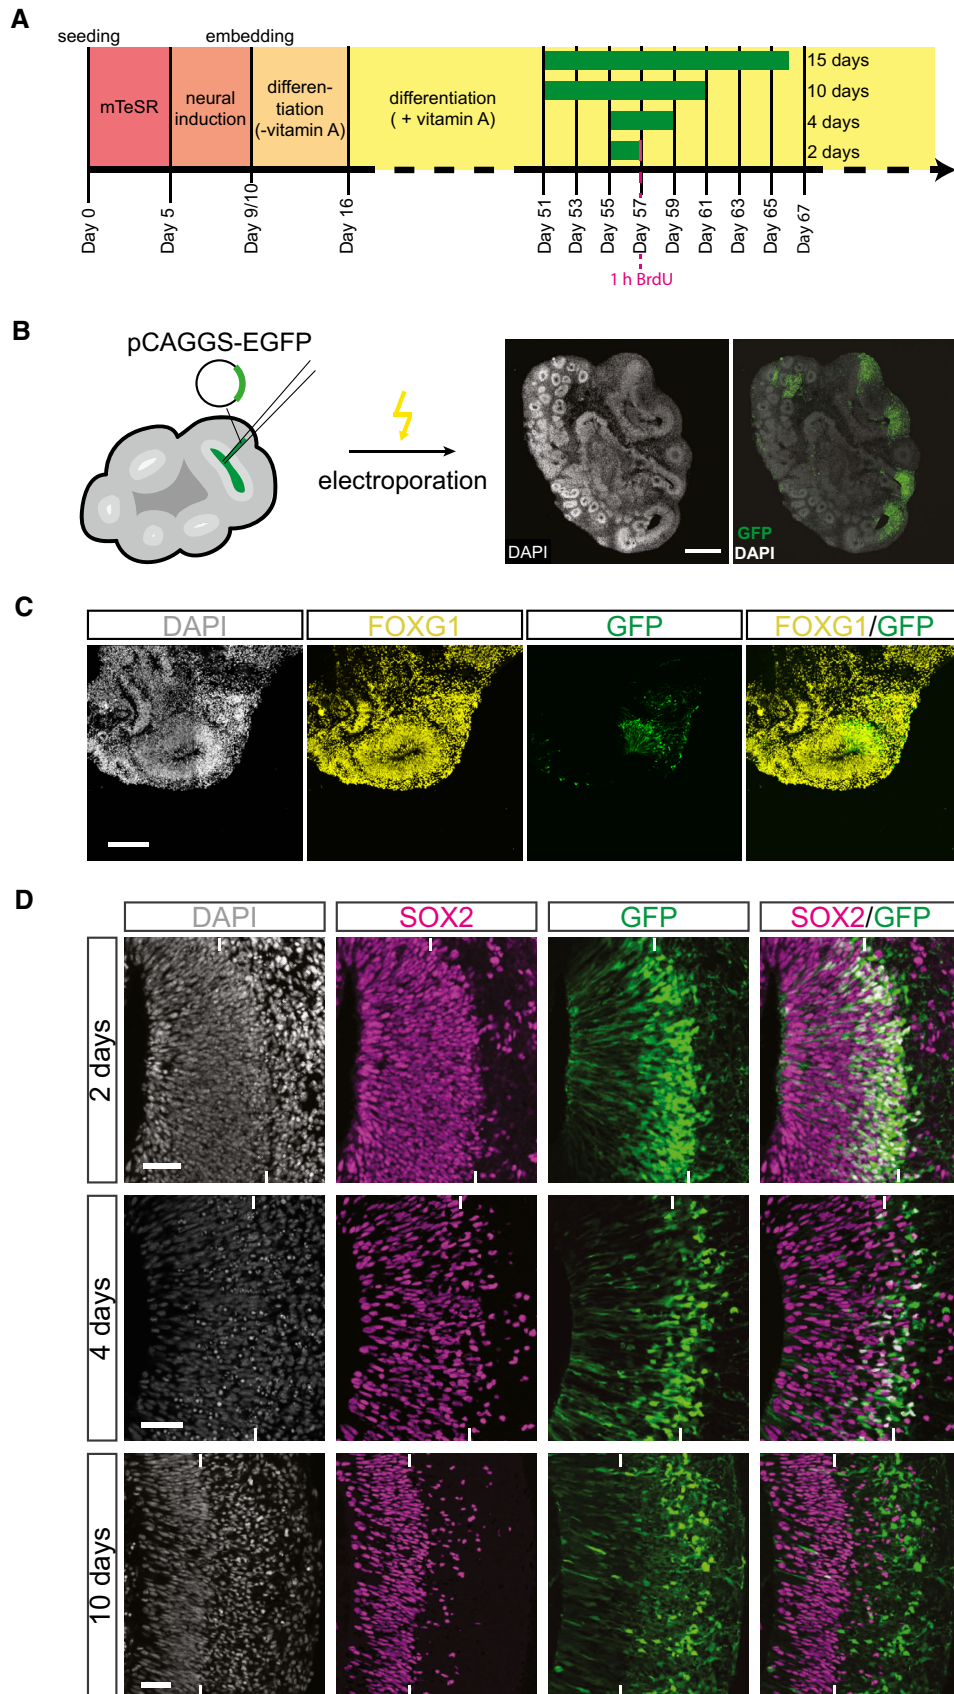 A
seeding
embedding
mTeSR
neural
induction
differen-
tiation
(-vitamin A)
differentiation
( + vitamin A)
15 days
10 days
4 days
2 days
Day 0
Day 5
Day 9/10
Day 16
Day 51
Day 53
Day 55
Day 57
Day 59
Day 61
Day 63
Day 65
Day 67
1 h BrdU
B
pCAGGS-EGFP
electroporation
DAPI
GFP
DAPI
C
DAPI
FOXG1
GFP
FOXG1/GFP
D
DAPI
SOX2
GFP
SOX2/GFP
2 days
4 days
10 days